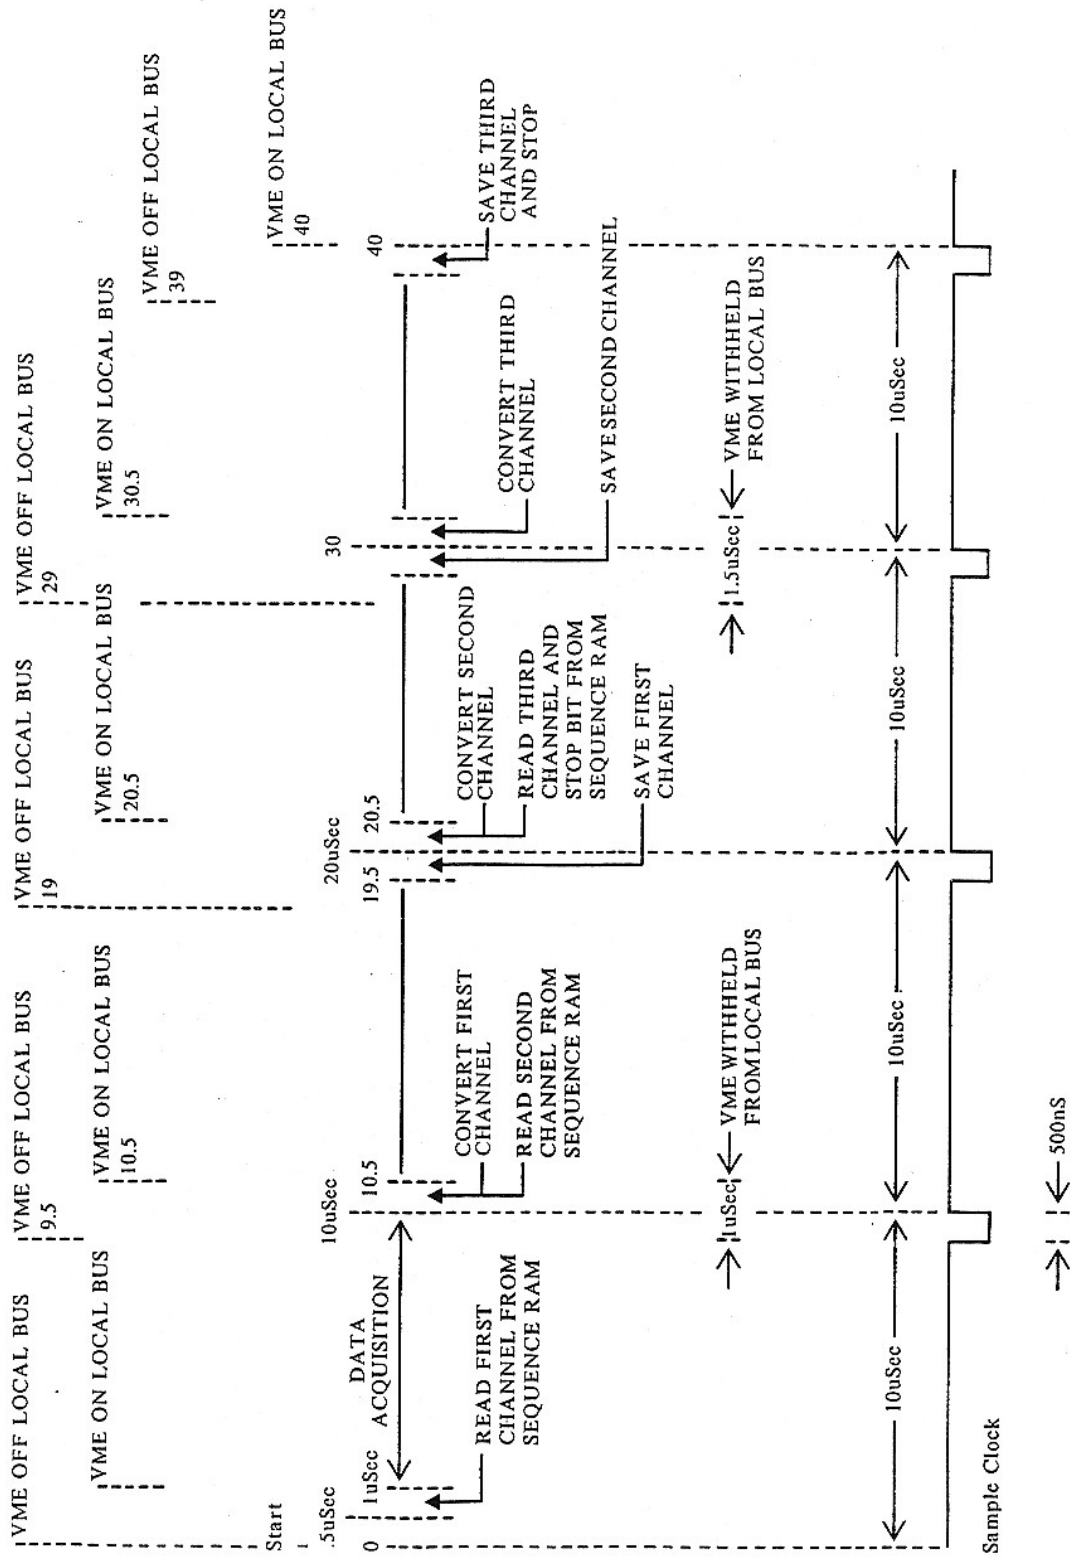 VME OFF LOCAL BUS
VME OFF LOCAL BUS
9.5
VME OFF LOCAL BUS
19
VME OFF LOCAL BUS
29
VME ON LOCAL BUS
VME ON LOCAL BUS
10.5
VME ON LOCAL BUS
20.5
VME ON LOCAL BUS
30.5
VME OFF LOCAL BUS
39
VME ON LOCAL BUS
40
Start
.5uSec
10uSec
20uSec
30
0
1uSec
DATA
ACQUISITION
10.5
19.5
20.5
40
READ FIRST
CHANNEL FROM
SEQUENCE RAM
CONVERT FIRST
CHANNEL
READ SECOND
CHANNEL FROM
SEQUENCE RAM
CONVERT SECOND
CHANNEL
READ THIRD
CHANNEL AND
STOP BIT FROM
SEQUENCE RAM
SAVE FIRST
CHANNEL
CONVERT THIRD
CHANNEL
SAVE SECOND CHANNEL
SAVE THIRD
CHANNEL
AND STOP
1uSec
VME WITHHELD
FROM LOCAL BUS
1.5uSec
VME WITHHELD
FROM LOCAL BUS
10uSec
10uSec
10uSec
10uSec
Sample Clock
500nS